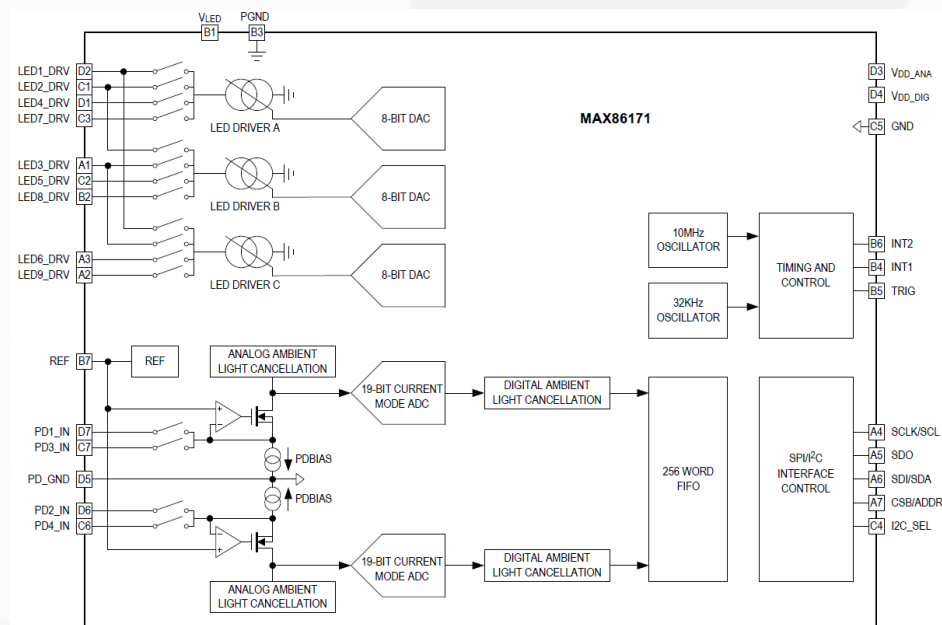 VLED PGND
B1 B3
LED1_DRV D2
LED2_DRV C1
LED4_DRV D1
LED7_DRV C3
LED DRIVER A
8-BIT DAC
LED3_DRV A1
LED5_DRV C2
LED8_DRV B2
LED DRIVER B
8-BIT DAC
LED6_DRV A3
LED9_DRV A2
LED DRIVER C
8-BIT DAC
MAX86171
D3 VDD_ANA
D4 VDD_DIG
C5 GND
10MHz
OSCILLATOR
32KHz
OSCILLATOR
TIMING AND
CONTROL
B6 INT2
B4 INT1
B5 TRIG
REF B7 REF
ANALOG AMBIENT
LIGHT CANCELLATION
+
-
19-BIT CURRENT
MODE ADC
DIGITAL AMBIENT
LIGHT CANCELLATION
PD1_IN D7
PD3_IN C7
PDBIAS
PD_GND D5
PDBIAS
PD2_IN D6
PD4_IN C6
-
+
19-BIT CURRENT
MODE ADC
DIGITAL AMBIENT
LIGHT CANCELLATION
ANALOG AMBIENT
LIGHT CANCELLATION
256 WORD
FIFO
SPI/I²C
INTERFACE
CONTROL
A4 SCLK/SCL
A5 SDO
A6 SDI/SDA
A7 CSB/ADDR
C4 I2C_SEL